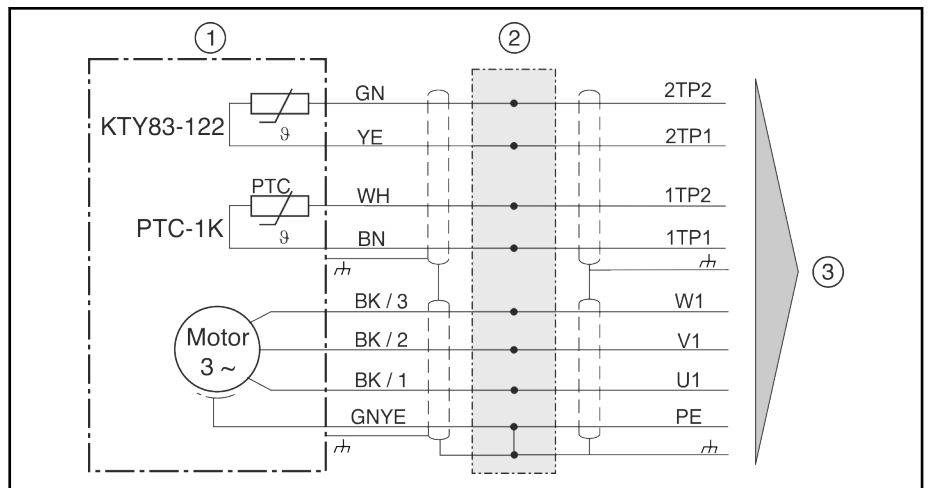 1 2
GN 2TP2
KTY83-122 ϑ
YE 2TP1
PTC WH 1TP2
PTC-1K ϑ
BN 1TP1
3
BK / 3 W1
Motor BK / 2 V1
3 ~
BK / 1 U1
GNYE PE